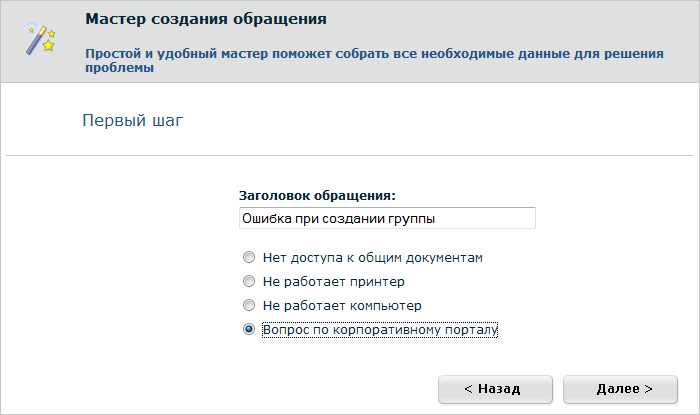 Мастер создания обращения
Простой и удобный мастер поможет собрать все необходимые данные для решения
проблемы
Первый шаг
Заголовок обращения:
Ошибка при создании группы
Нет доступа к общим документам
Не работает принтер
Не работает компьютер
Вопрос по корпоративному порталу
< Назад
Далее >